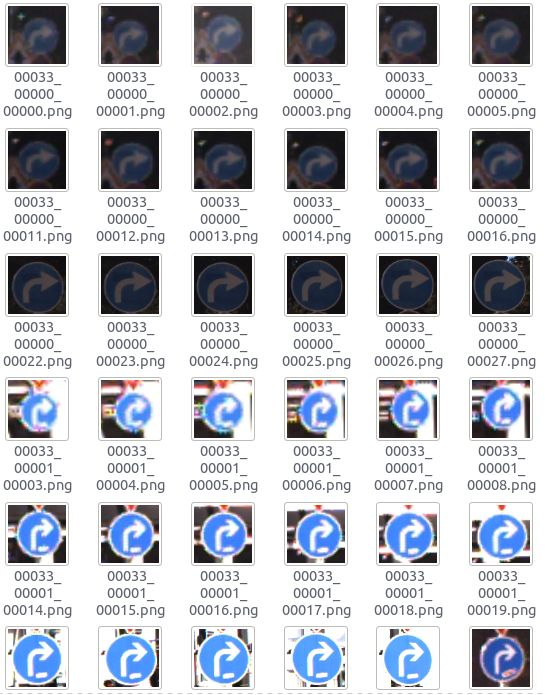 00033_ 00033_ 00033_ 00033_ 00033_ 00033_
00000_ 00000_ 00000_ 00000_ 00000_ 00000_
00000.png 00001.png 00002.png 00003.png 00004.png 00005.png
00033_ 00033_ 00033_ 00033_ 00033_ 00033_
00000_ 00000_ 00000_ 00000_ 00000_ 00000_
00011.png 00012.png 00013.png 00014.png 00015.png 00016.png
00033_ 00033_ 00033_ 00033_ 00033_ 00033_
00000_ 00000_ 00000_ 00000_ 00000_ 00000_
00022.png 00023.png 00024.png 00025.png 00026.png 00027.png
00033_ 00033_ 00033_ 00033_ 00033_ 00033_
00001_ 00001_ 00001_ 00001_ 00001_ 00001_
00003.png 00004.png 00005.png 00006.png 00007.png 00008.png
00033_ 00033_ 00033_ 00033_ 00033_ 00033_
00001_ 00001_ 00001_ 00001_ 00001_ 00001_
00014.png 00015.png 00016.png 00017.png 00018.png 00019.png